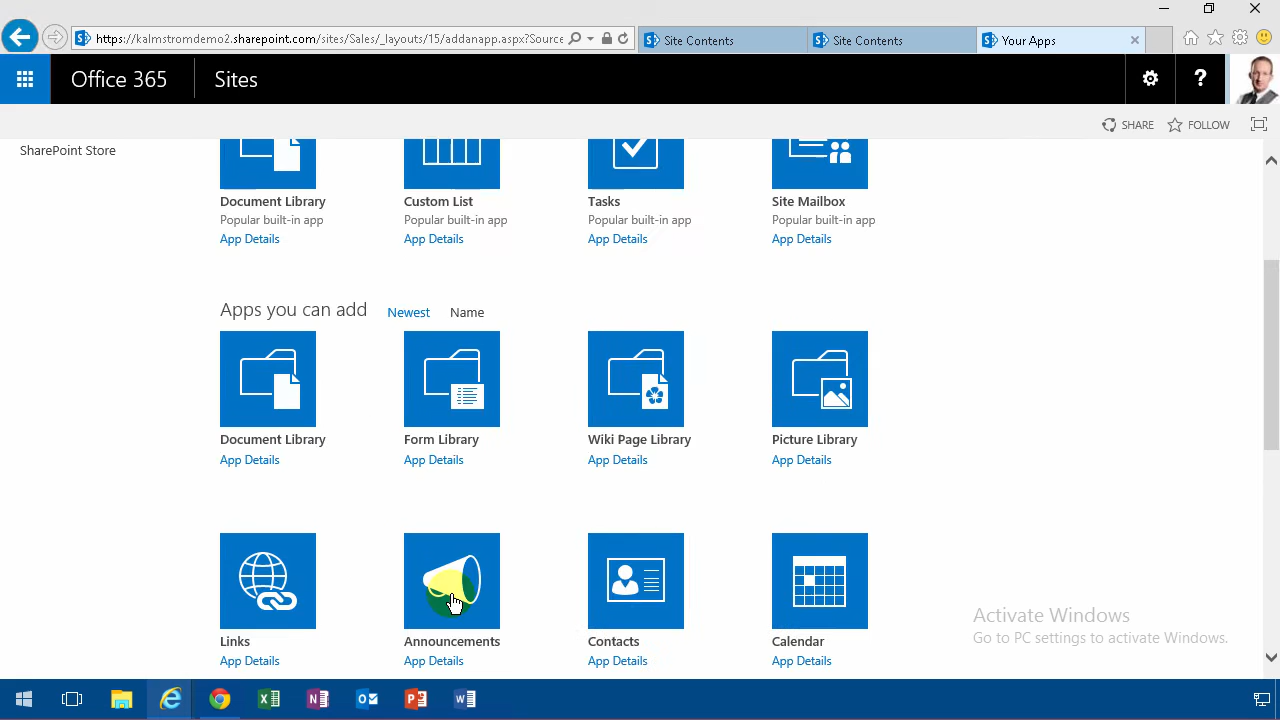 https://kalmstromdemo2.sharepoint.com/sites/Sales/_layouts/15/addanapp.aspx?Source
Site Contents
Site Contents
Your Apps
Office 365
Sites
?
SHARE
FOLLOW
SharePoint Store
Document Library
Custom List
Tasks
Site Mailbox
Popular built-in app
Popular built-in app
Popular built-in app
Popular built-in app
App Details
App Details
App Details
App Details
Apps you can add
Newest
Name
Document Library
Form Library
Wiki Page Library
Picture Library
App Details
App Details
App Details
App Details
Links
Announcements
Contacts
Calendar
App Details
App Details
App Details
App Details
Activate Windows
Go to PC settings to activate Windows.